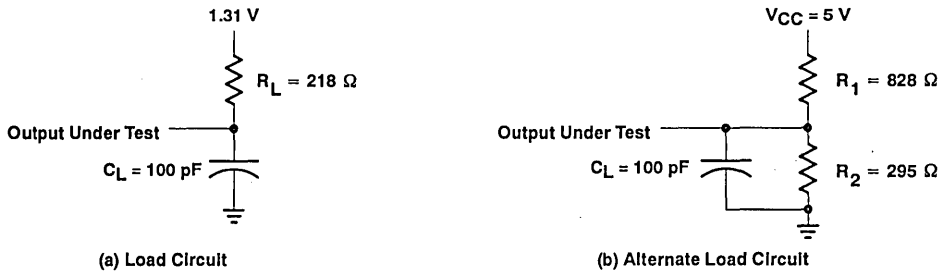 1.31 V
R_L = 218 Ω
Output Under Test
C_L = 100 pF
(a) Load Circuit
V_CC = 5 V
R_1 = 828 Ω
Output Under Test
C_L = 100 pF
R_2 = 295 Ω
(b) Alternate Load Circuit